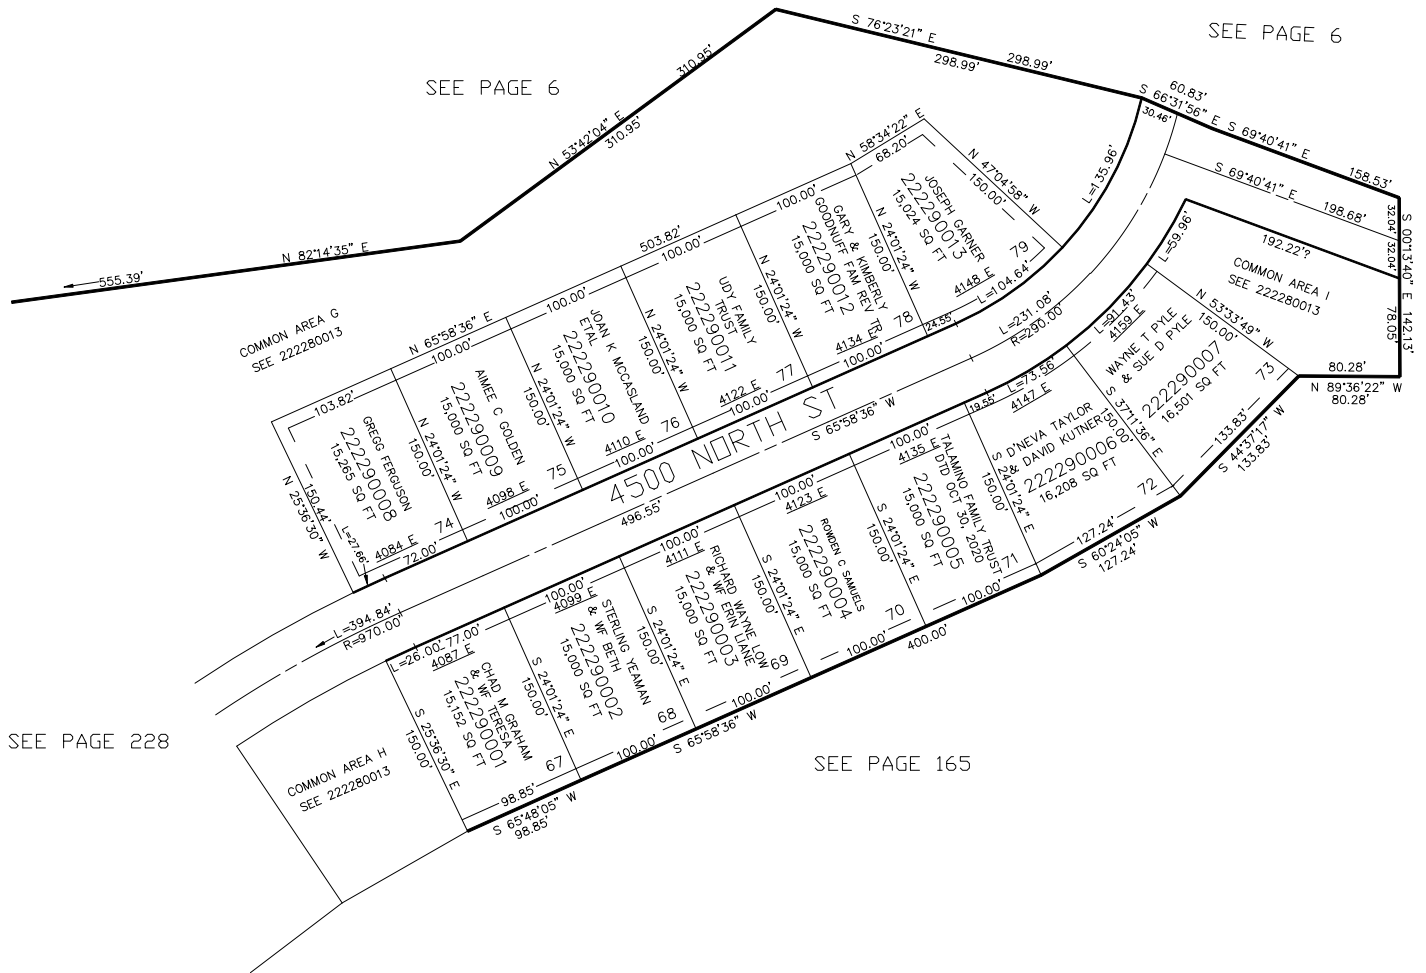 SEE PAGE 6
SEE PAGE 6
S 76°23'21" E
298.99'
298.99'
310.95'
N 53°42'04" E
310.95'
N 82°14'35" E
555.39'
60.83'
S 66°31'56" E
30.46'
S 69°40'41" E
158.53'
S 69°40'41" E
198.68'
32.04'
32.04'
S 00°13'40" E 142.13'
78.05'
192.22'?
COMMON AREA I
SEE 222280013
80.28'
N 89°36'22" W
80.28'
L=135.96'
L=59.96'
COMMON AREA G
SEE 222280013
N 65°58'36" E
503.82'
N 58°34'22" E
68.20'
N 47°04'58" W
150.00'
103.82'
N 25°36'30" W
150.44'
GREGG FERGUSON
222290008
15,265 SQ FT
74
4084 E
L=27.66'
72.00'
100.00'
N 24°01'24" W
150.00'
AIMEE C GOLDEN
222290009
15,000 SQ FT
75
4098 E
100.00'
100.00'
N 24°01'24" W
150.00'
JOAN K MCCASLAND
ETAL
222290010
15,000 SQ FT
76
4110 E
100.00'
100.00'
N 24°01'24" W
150.00'
UDY FAMILY
TRUST
222290011
15,000 SQ FT
77
4122 E
100.00'
100.00'
N 24°01'24" W
150.00'
GARY & KIMBERLY
GOODNUFF FAM REV TR
222290012
15,000 SQ FT
78
4134 E
100.00'
N 24°01'24" W
150.00'
JOSEPH GARNER
222290013
15,024 SQ FT
79
4148 E
24.55'
L=104.64'
L=231.08'
R=290.00'
4500 NORTH ST
S 65°58'36" W
496.55'
L=394.84'
R=970.00'
L=26.00'
77.00'
4087 E
S 25°36'30" E
150.00'
CHAD M GRAHAM
& WF TERESA
222290001
15,152 SQ FT
67
98.85'
S 65°48'05" W
98.85'
100.00'
4099 E
S 24°01'24" E
150.00'
STERLING YEAMAN
& WF BETH
222290002
15,000 SQ FT
68
100.00'
S 65°58'36" W
100.00'
4111 E
S 24°01'24" E
150.00'
RICHARD WAYNE LOW
& WF ERIN LIANE
222290003
15,000 SQ FT
69
100.00'
100.00'
4123 E
S 24°01'24" E
150.00'
ROWDEN C SAMUELS
222290004
15,000 SQ FT
70
100.00'
400.00'
100.00'
4135 E
S 24°01'24" E
150.00'
TALAMINO FAMILY TRUST
DTD OCT 30, 2020
222290005
15,000 SQ FT
71
100.00'
19.55'
L=73.56'
4147 E
S 24°01'24" E
150.00'
D'NEVA TAYLOR
& DAVID KUTNER
222290006
16,208 SQ FT
72
127.24'
S 60°24'05" W
127.24'
L=91.43'
4159 E
S 37°11'36" E
150.00'
WAYNE T PYLE
& SUE D PYLE
222290007
16,501 SQ FT
73
N 53°33'49" W
150.00'
133.83'
S 44°37'17" W
133.83'
SEE PAGE 228
COMMON AREA H
SEE 222280013
SEE PAGE 165